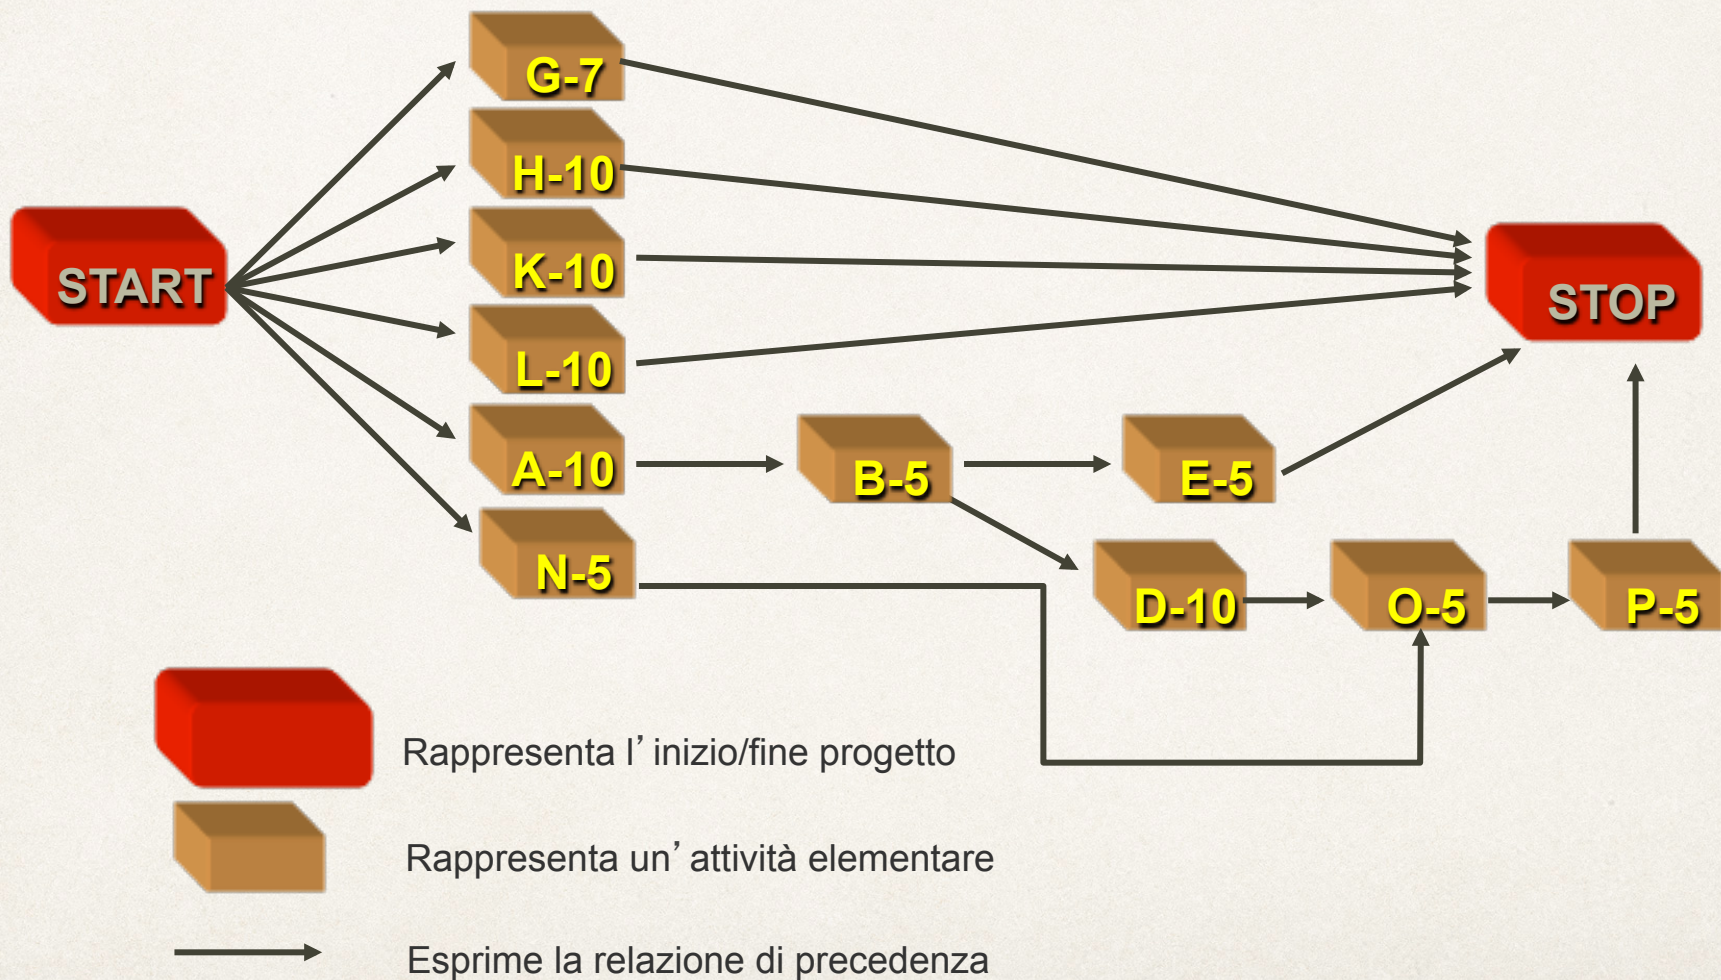 G-7
H-10
START
K-10
STOP
L-10
A-10
B-5
E-5
N-5
D-10
O-5
P-5
Rappresenta l’ inizio/fine progetto
Rappresenta un’ attività elementare
Esprime la relazione di precedenza